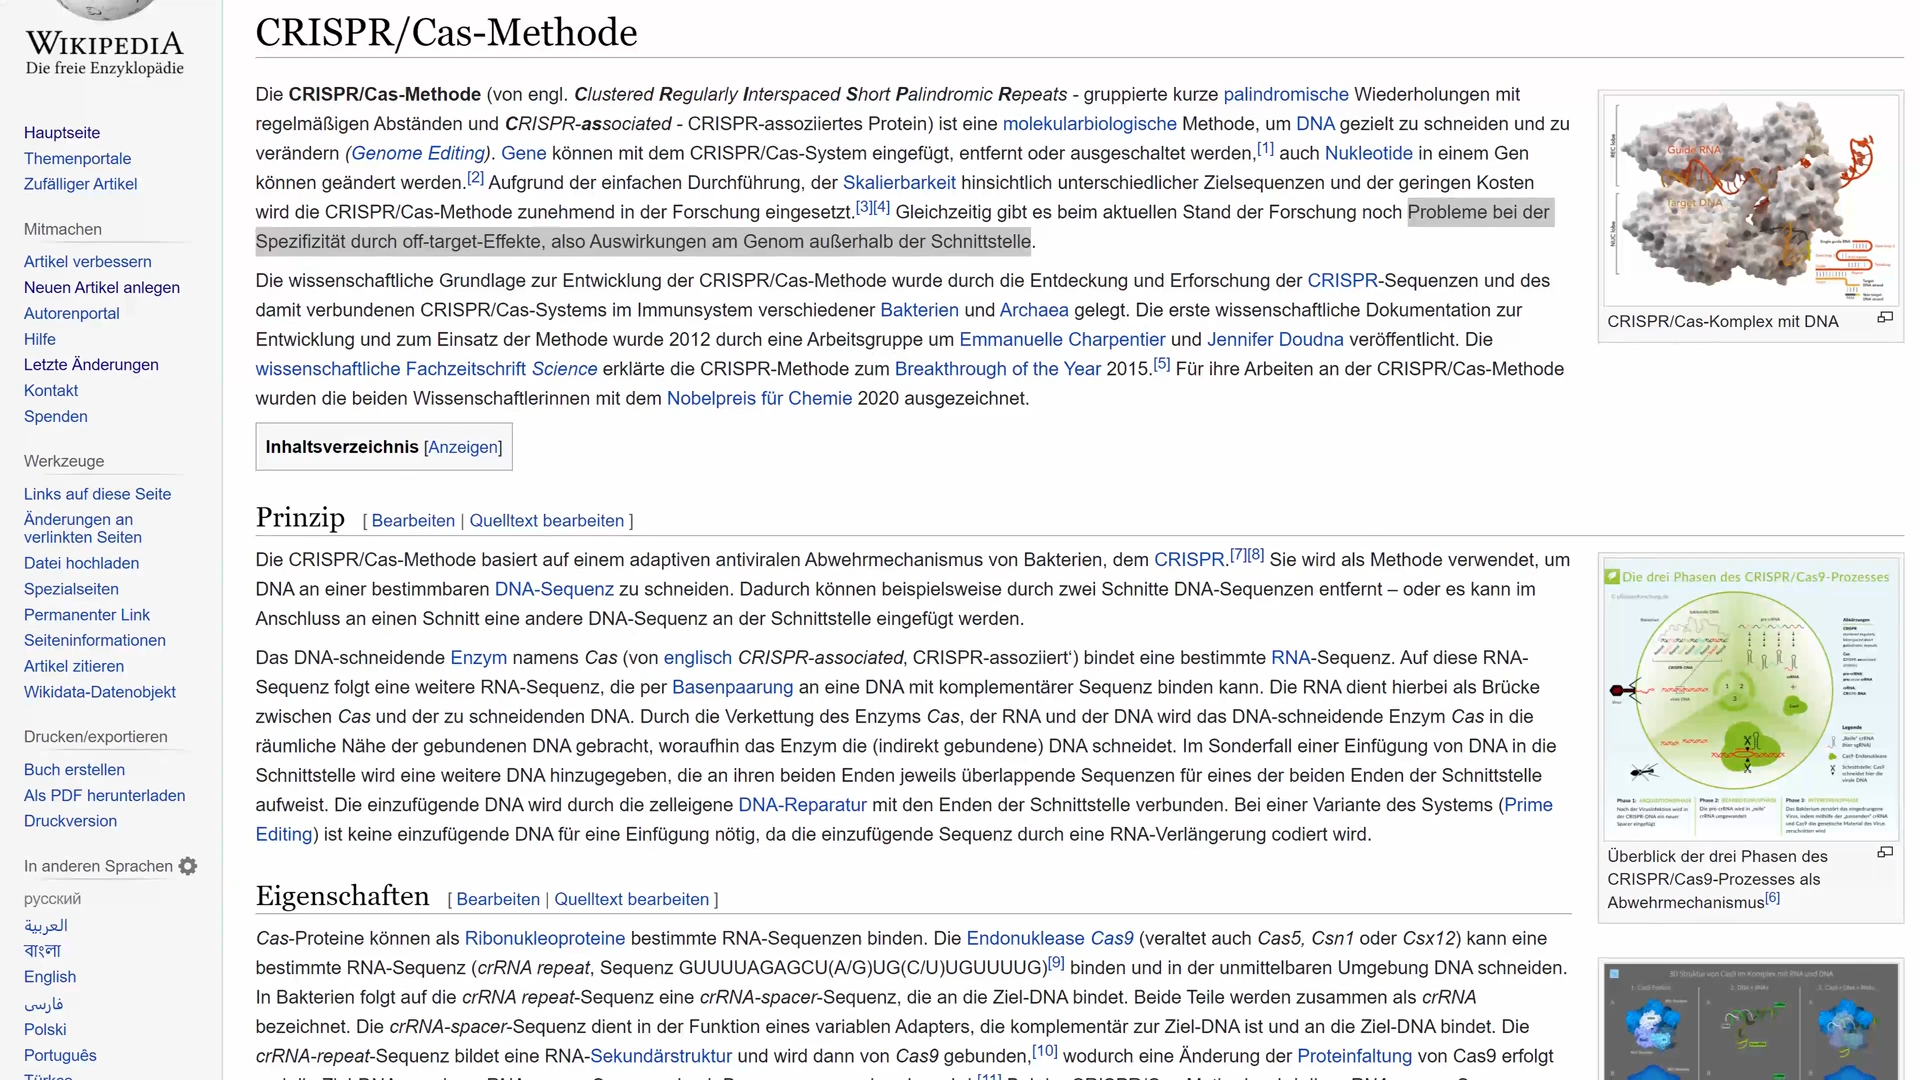 WIKIPEDIA
Die freie Enzyklopädie
Hauptseite
Themenportale
Zufälliger Artikel
Mitmachen
Artikel verbessern
Neuen Artikel anlegen
Autorenportal
Hilfe
Letzte Änderungen
Kontakt
Spenden
Werkzeuge
Links auf diese Seite
Änderungen an
verlinkten Seiten
Datei hochladen
Spezialseiten
Permanenter Link
Seiteninformationen
Artikel zitieren
Wikidata-Datenobjekt
Drucken/exportieren
Buch erstellen
Als PDF herunterladen
Druckversion
In anderen Sprachen
русский
العربية
বাংলা
English
فارسی
Polski
Português
Türkçe
CRISPR/Cas-Methode
Die CRISPR/Cas-Methode (von engl. Clustered Regularly Interspaced Short Palindromic Repeats - gruppierte kurze palindromische Wiederholungen mit
regelmäßigen Abständen und CRISPR-associated - CRISPR-assoziiertes Protein) ist eine molekularbiologische Methode, um DNA gezielt zu schneiden und zu
verändern (Genome Editing). Gene können mit dem CRISPR/Cas-System eingefügt, entfernt oder ausgeschaltet werden,[1] auch Nukleotide in einem Gen
können geändert werden.[2] Aufgrund der einfachen Durchführung, der Skalierbarkeit hinsichtlich unterschiedlicher Zielsequenzen und der geringen Kosten
wird die CRISPR/Cas-Methode zunehmend in der Forschung eingesetzt.[3][4] Gleichzeitig gibt es beim aktuellen Stand der Forschung noch Probleme bei der
Spezifizität durch off-target-Effekte, also Auswirkungen am Genom außerhalb der Schnittstelle.
Die wissenschaftliche Grundlage zur Entwicklung der CRISPR/Cas-Methode wurde durch die Entdeckung und Erforschung der CRISPR-Sequenzen und des
damit verbundenen CRISPR/Cas-Systems im Immunsystem verschiedener Bakterien und Archaea gelegt. Die erste wissenschaftliche Dokumentation zur
Entwicklung und zum Einsatz der Methode wurde 2012 durch eine Arbeitsgruppe um Emmanuelle Charpentier und Jennifer Doudna veröffentlicht. Die
wissenschaftliche Fachzeitschrift Science erklärte die CRISPR-Methode zum Breakthrough of the Year 2015.[5] Für ihre Arbeiten an der CRISPR/Cas-Methode
wurden die beiden Wissenschaftlerinnen mit dem Nobelpreis für Chemie 2020 ausgezeichnet.
Inhaltsverzeichnis [Anzeigen]
Prinzip [ Bearbeiten | Quelltext bearbeiten ]
Die CRISPR/Cas-Methode basiert auf einem adaptiven antiviralen Abwehrmechanismus von Bakterien, dem CRISPR.[7][8] Sie wird als Methode verwendet, um
DNA an einer bestimmbaren DNA-Sequenz zu schneiden. Dadurch können beispielsweise durch zwei Schnitte DNA-Sequenzen entfernt – oder es kann im
Anschluss an einen Schnitt eine andere DNA-Sequenz an der Schnittstelle eingefügt werden.
Das DNA-schneidende Enzym namens Cas (von englisch CRISPR-associated, CRISPR-assoziiert‘) bindet eine bestimmte RNA-Sequenz. Auf diese RNA-
Sequenz folgt eine weitere RNA-Sequenz, die per Basenpaarung an eine DNA mit komplementärer Sequenz binden kann. Die RNA dient hierbei als Brücke
zwischen Cas und der zu schneidenden DNA. Durch die Verkettung des Enzyms Cas, der RNA und der DNA wird das DNA-schneidende Enzym Cas in die
räumliche Nähe der gebundenen DNA gebracht, woraufhin das Enzym die (indirekt gebundene) DNA schneidet. Im Sonderfall einer Einfügung von DNA in die
Schnittstelle wird eine weitere DNA hinzugegeben, die an ihren beiden Enden jeweils überlappende Sequenzen für eines der beiden Enden der Schnittstelle
aufweist. Die einzufügende DNA wird durch die zelleigene DNA-Reparatur mit den Enden der Schnittstelle verbunden. Bei einer Variante des Systems (Prime
Editing) ist keine einzufügende DNA für eine Einfügung nötig, da die einzufügende Sequenz durch eine RNA-Verlängerung codiert wird.
Eigenschaften [ Bearbeiten | Quelltext bearbeiten ]
Cas-Proteine können als Ribonukleoproteine bestimmte RNA-Sequenzen binden. Die Endonuklease Cas9 (veraltet auch Cas5, Csn1 oder Csx12) kann eine
bestimmte RNA-Sequenz (crRNA repeat, Sequenz GUUUUAGAGCU(A/G)UG(C/U)UGUUUUG)[9] binden und in der unmittelbaren Umgebung DNA schneiden.
In Bakterien folgt auf die crRNA repeat-Sequenz eine crRNA-spacer-Sequenz, die an die Ziel-DNA bindet. Beide Teile werden zusammen als crRNA
bezeichnet. Die crRNA-spacer-Sequenz dient in der Funktion eines variablen Adapters, die komplementär zur Ziel-DNA ist und an die Ziel-DNA bindet. Die
crRNA-repeat-Sequenz bildet eine RNA-Sekundärstruktur und wird dann von Cas9 gebunden,[10] wodurch eine Änderung der Proteinfaltung von Cas9 erfolgt
REC lobe
NUC lobe
Guide RNA
Target DNA
CRISPR/Cas-Komplex mit DNA
Die drei Phasen des CRISPR/Cas9-Prozesses
CRISPR-DNA
1 2
3
Cas9
Abkürzungen
Legende
Phase 1:
Phase 2:
Phase 3:
Überblick der drei Phasen des
CRISPR/Cas9-Prozesses als
Abwehrmechanismus[6]
3D Struktur von Cas9 im Komplex mit RNA und DNA